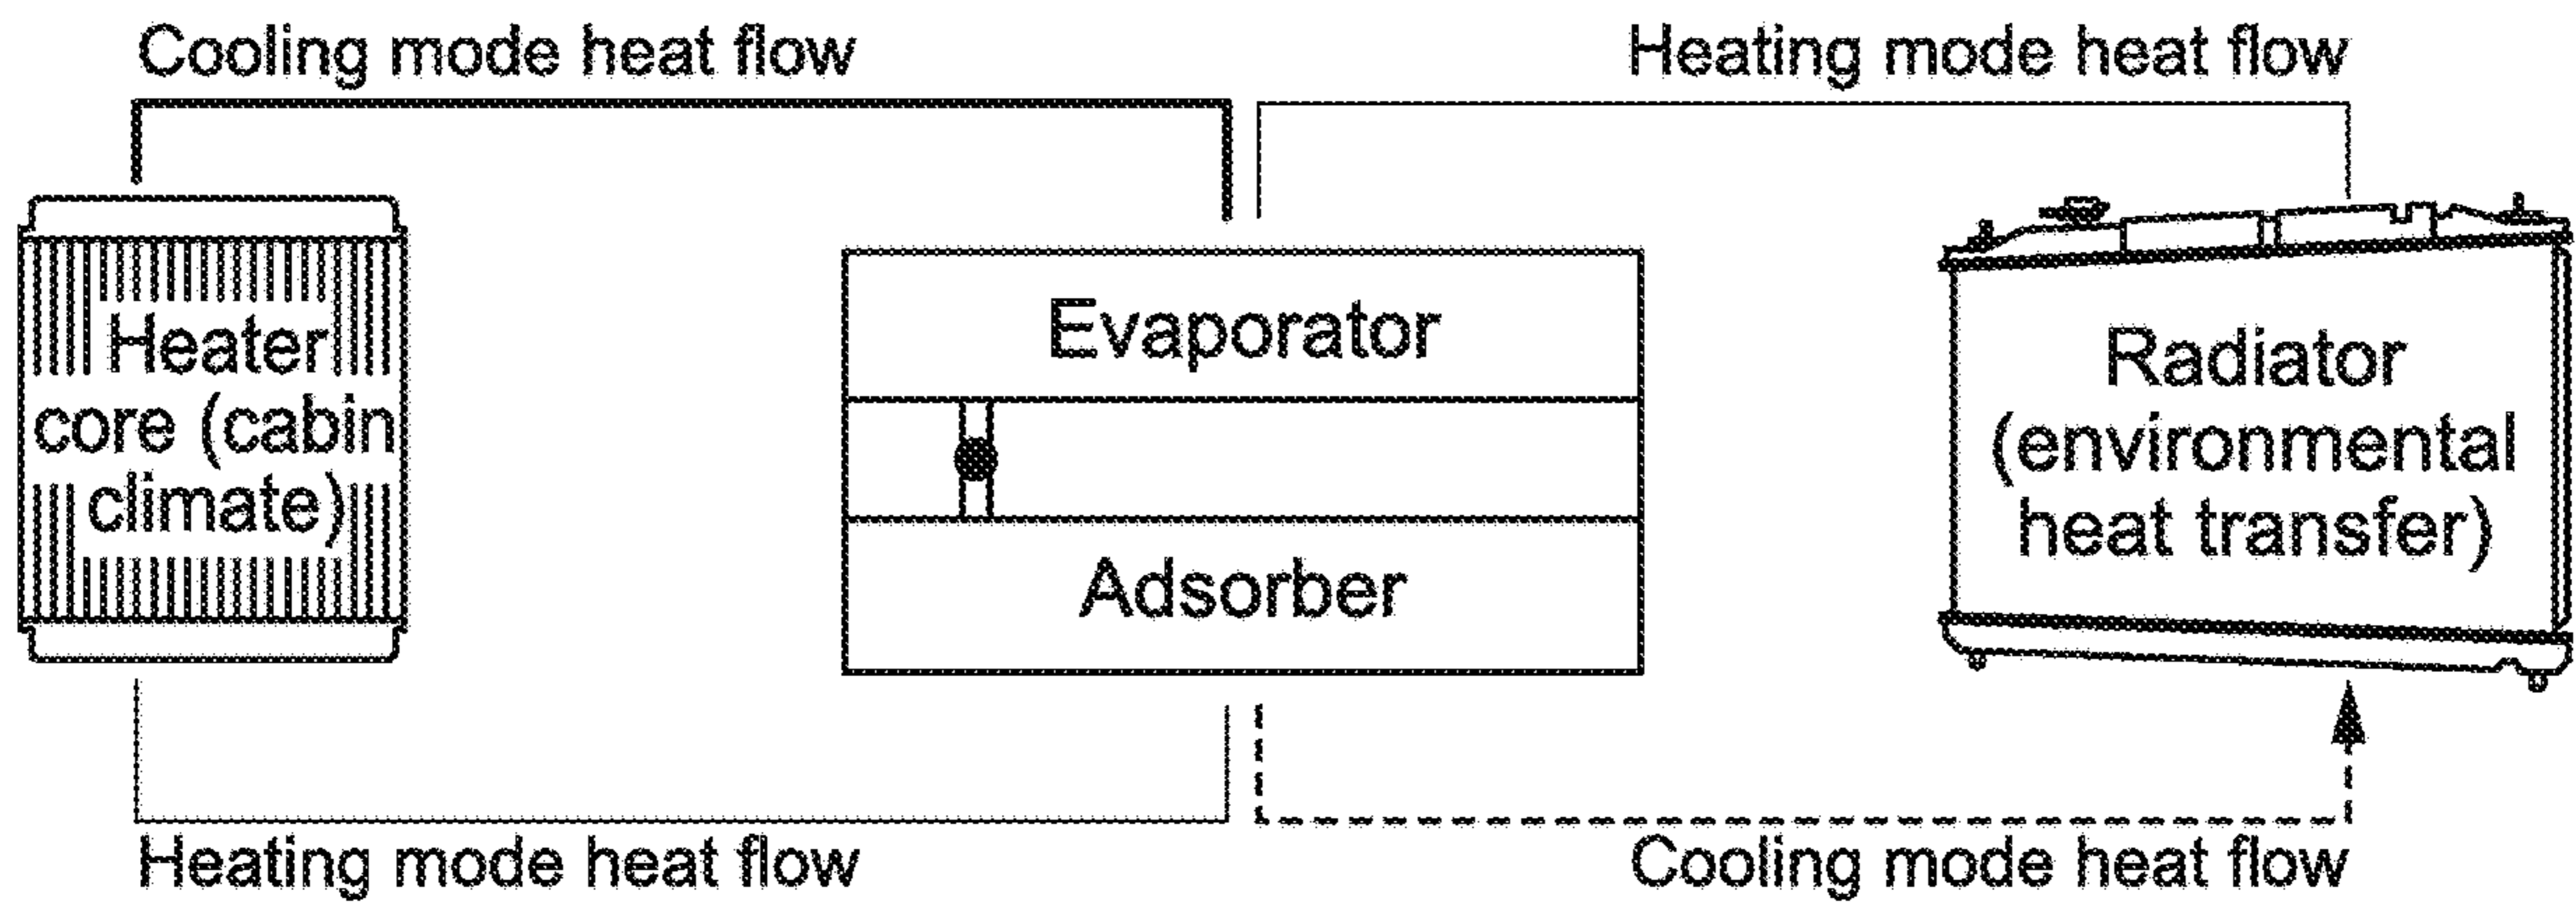 Cooling mode heat flow
Heating mode heat flow
Heater
core (cabin
climate)
Evaporator
Adsorber
Radiator
(environmental
heat transfer)
Heating mode heat flow
Cooling mode heat flow